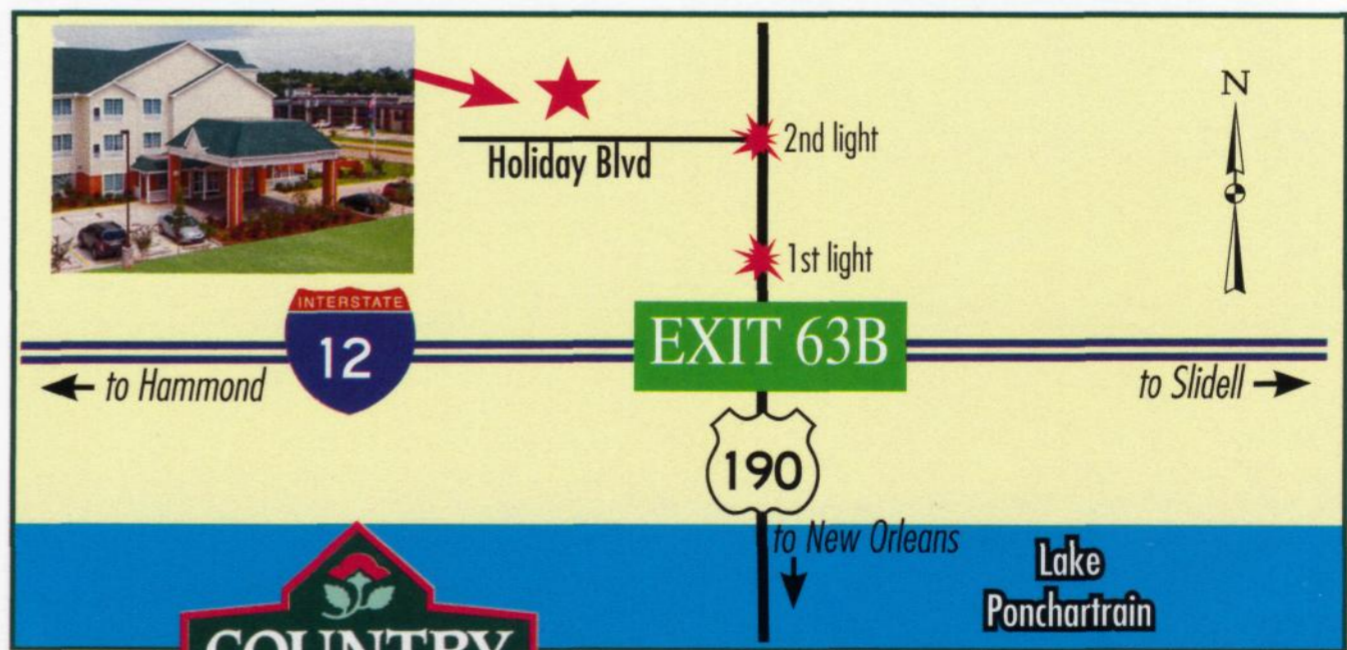 N
2nd light
Holiday Blvd
1st light
INTERSTATE
12
EXIT 63B
to Hammond
to Slidell
190
to New Orleans
Lake
Ponchartrain
COUNTRY